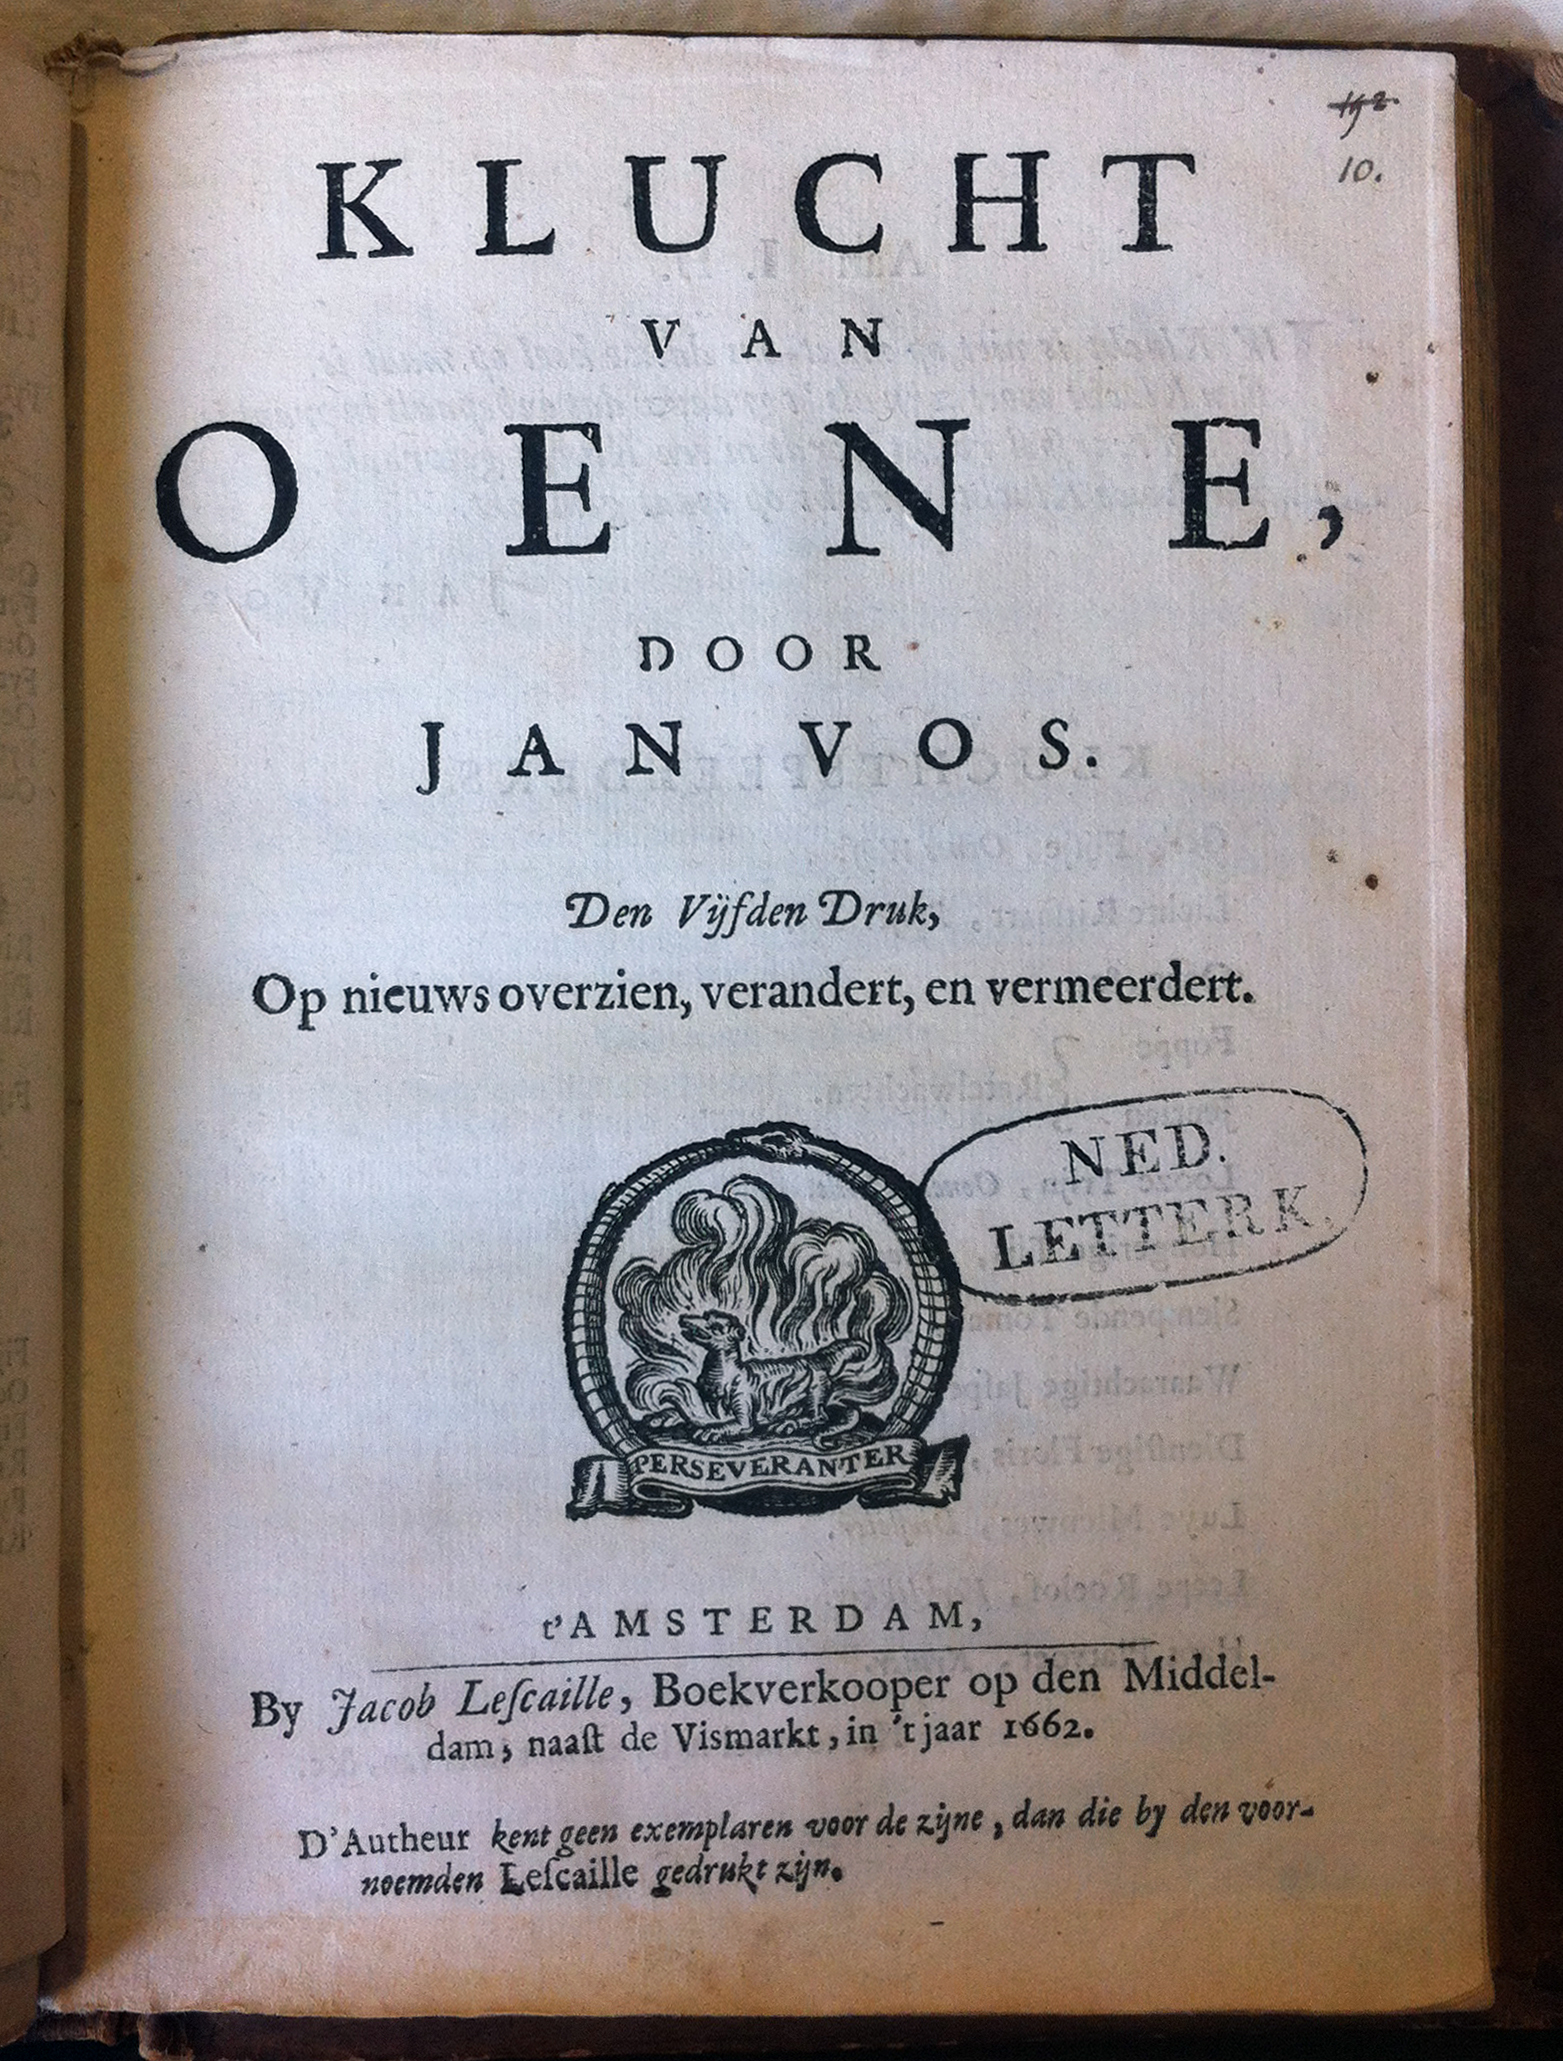 10.
KLUCHT
VAN
OENE,
DOOR
JAN VOS.
Den Vijfden Druk,
Op nieuws overzien, verandert, en vermeerdert.
NED.
LETTERK.
PERSEVERANTER
t'AMSTERDAM,
By Jacob Leſcaille, Boekverkooper op den Middel-
dam, naaſt de Vismarkt, in 't jaar 1662.
D'Autheur kent geen exemplaren voor de zijne, dan die by den voor-
noemden Leſcaille gedrukt zijn.